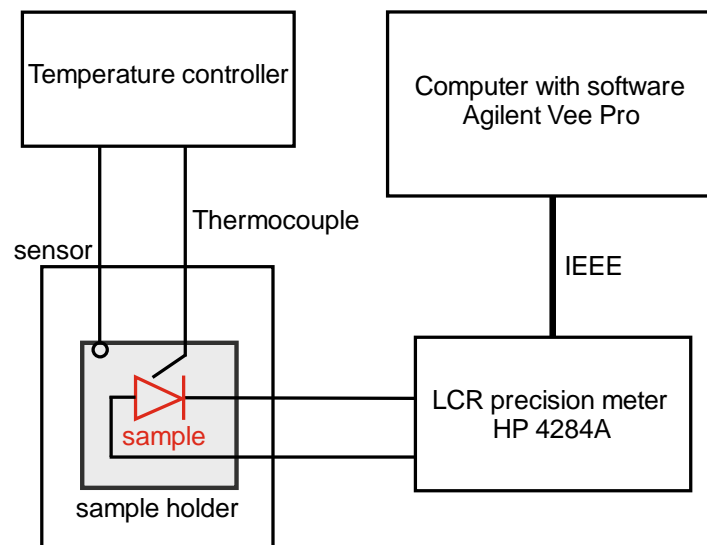 Temperature controller
Computer with software
Agilent Vee Pro
Thermocouple
sensor
IEEE
LCR precision meter
HP 4284A
sample
sample holder